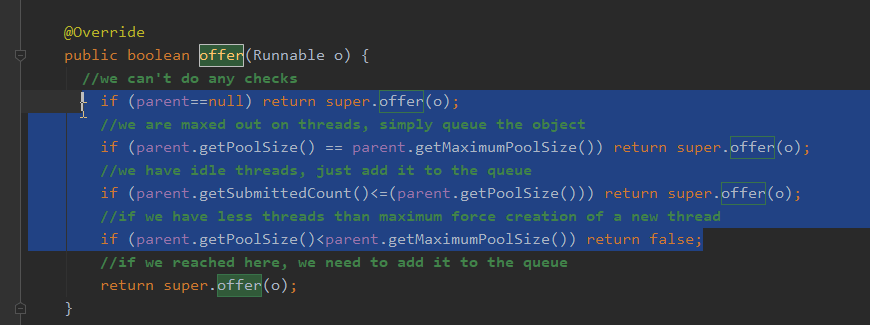 @Override
public boolean offer(Runnable o) {
//we can't do any checks
if (parent==null) return super.offer(o);
//we are maxed out on threads, simply queue the object
if (parent.getPoolSize() == parent.getMaximumPoolSize()) return super.offer(o);
//we have idle threads, just add it to the queue
if (parent.getSubmittedCount()<=(parent.getPoolSize())) return super.offer(o);
//if we have less threads than maximum force creation of a new thread
if (parent.getPoolSize()<parent.getMaximumPoolSize()) return false;
//if we reached here, we need to add it to the queue
return super.offer(o);
}